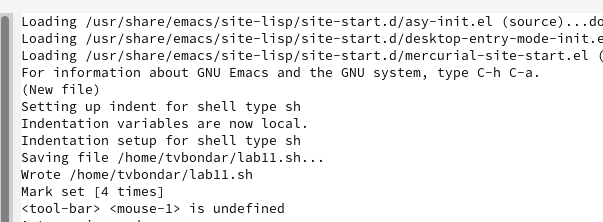 Loading /usr/share/emacs/site-lisp/site-start.d/asy-init.el (source)...do
Loading /usr/share/emacs/site-lisp/site-start.d/desktop-entry-mode-init.e
Loading /usr/share/emacs/site-lisp/site-start.d/mercurial-site-start.el (
For information about GNU Emacs and the GNU system, type C-h C-a.
(New file)
Setting up indent for shell type sh
Indentation variables are now local.
Indentation setup for shell type sh
Saving file /home/tvbondar/lab11.sh...
Wrote /home/tvbondar/lab11.sh
Mark set [4 times]
<tool-bar> <mouse-1> is undefined